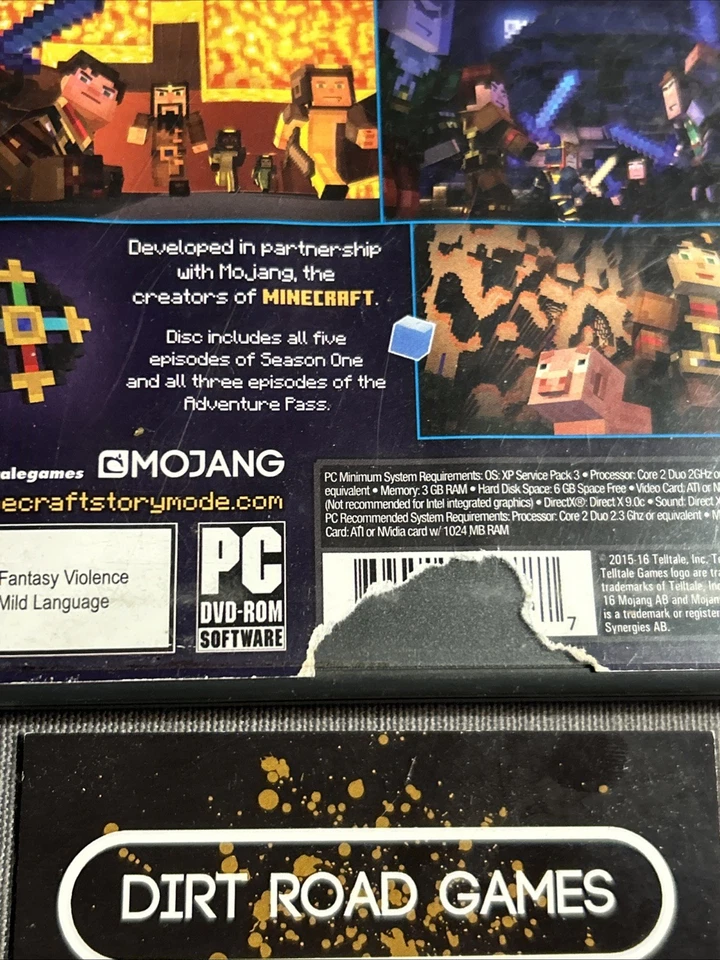 Developed in partnership
with Mojang, the
creators of MINECRAFT.
Disc includes all five
episodes of Season One
and all three episodes of the
Adventure Pass.
alegames MOJANG
ecraftstorymode.com
Fantasy Violence
Mild Language
PC
DVD-ROM
SOFTWARE
PC Minimum System Requirements: OS: XP Service Pack 3 • Processor: Core 2 Duo 2GHz or
equivalent • Memory: 3 GB RAM • Hard Disk Space: 6 GB Space Free • Video Card: ATI or N
(Not recommended for Intel integrated graphics) • DirectX®: Direct X 9.0c • Sound: Direct X
PC Recommended System Requirements: Processor: Core 2 Duo 2.3 Ghz or equivalent • M
Card: ATI or NVidia card w/ 1024 MB RAM
7
© 2015-16 Telltale, Inc. T
Telltale Games logo are tra
trademarks of Telltale, Inc
16 Mojang AB and Mojan
is a trademark or register
Synergies AB.
DIRT ROAD GAMES